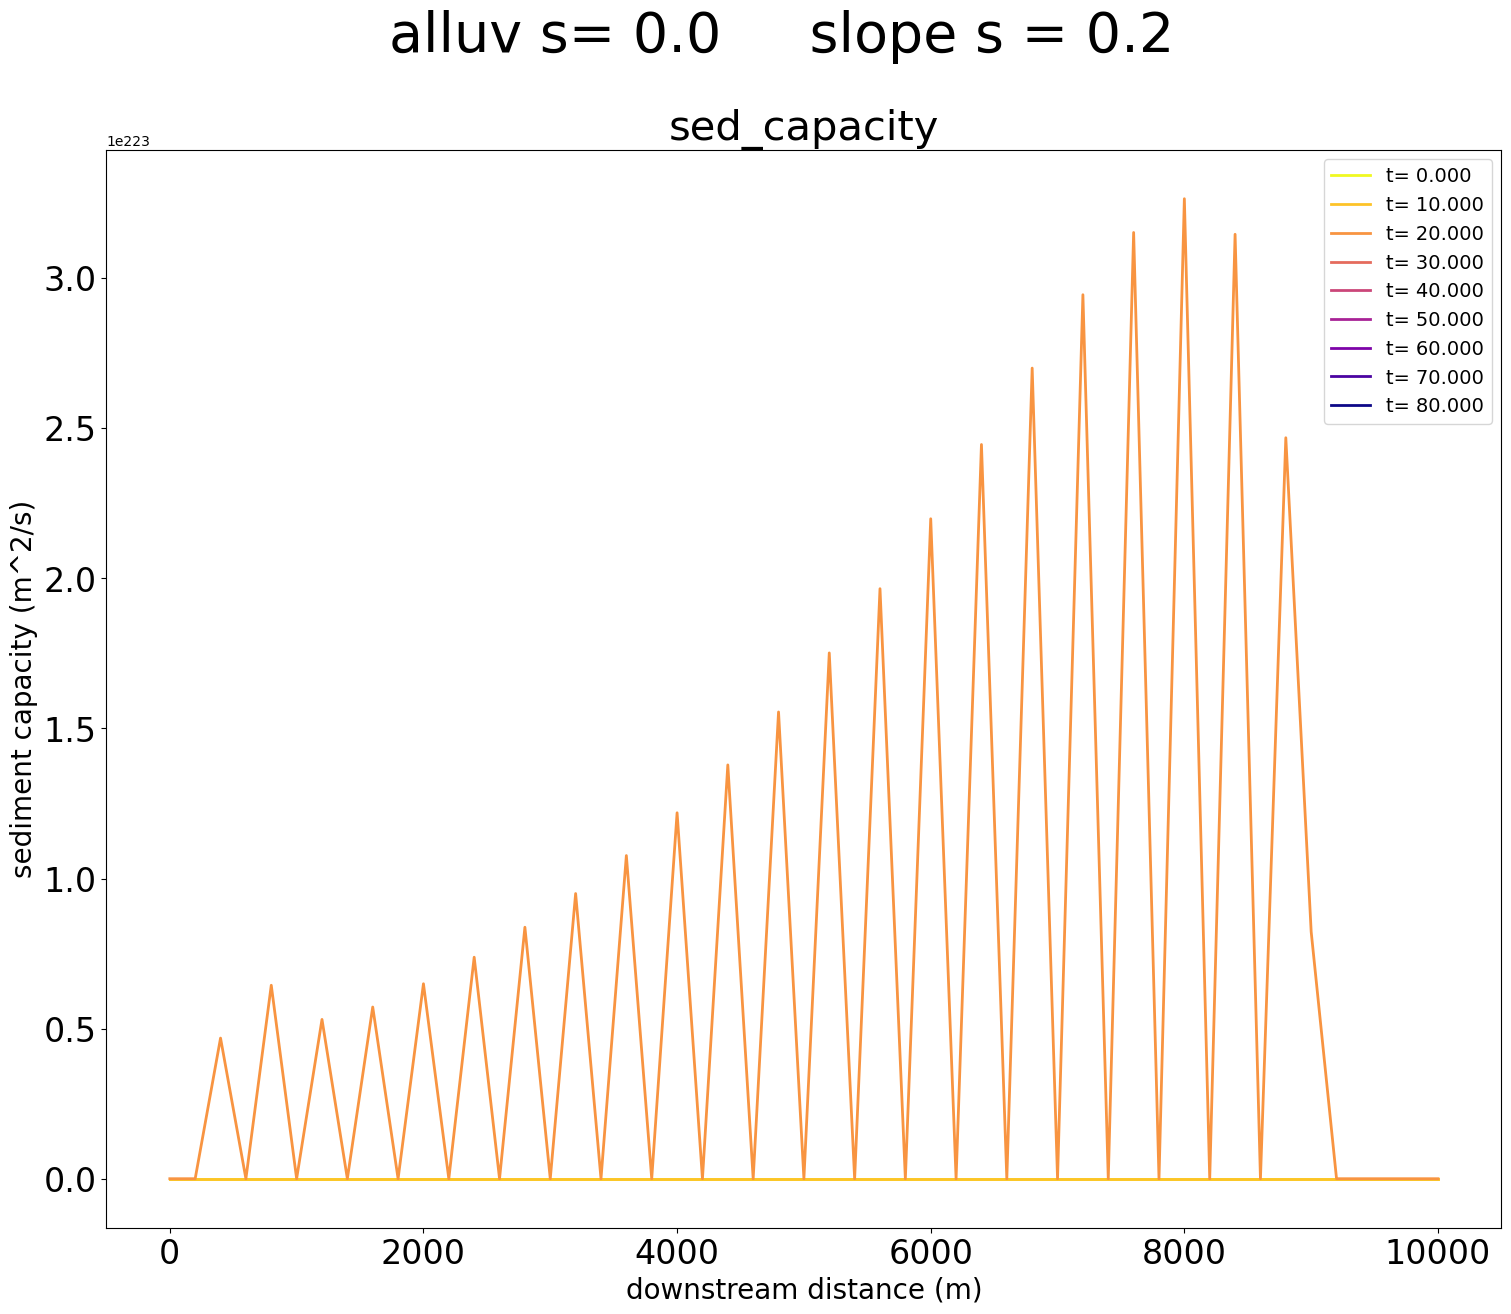 alluv s= 0.0 slope s = 0.2
sed_capacity
1e223
t= 0.000
t= 10.000
t= 20.000
t= 30.000
t= 40.000
t= 50.000
t= 60.000
t= 70.000
t= 80.000
3.0
2.5
2.0
1.5
1.0
0.5
0.0
sediment capacity (m^2/s)
0 2000 4000 6000 8000 10000
downstream distance (m)